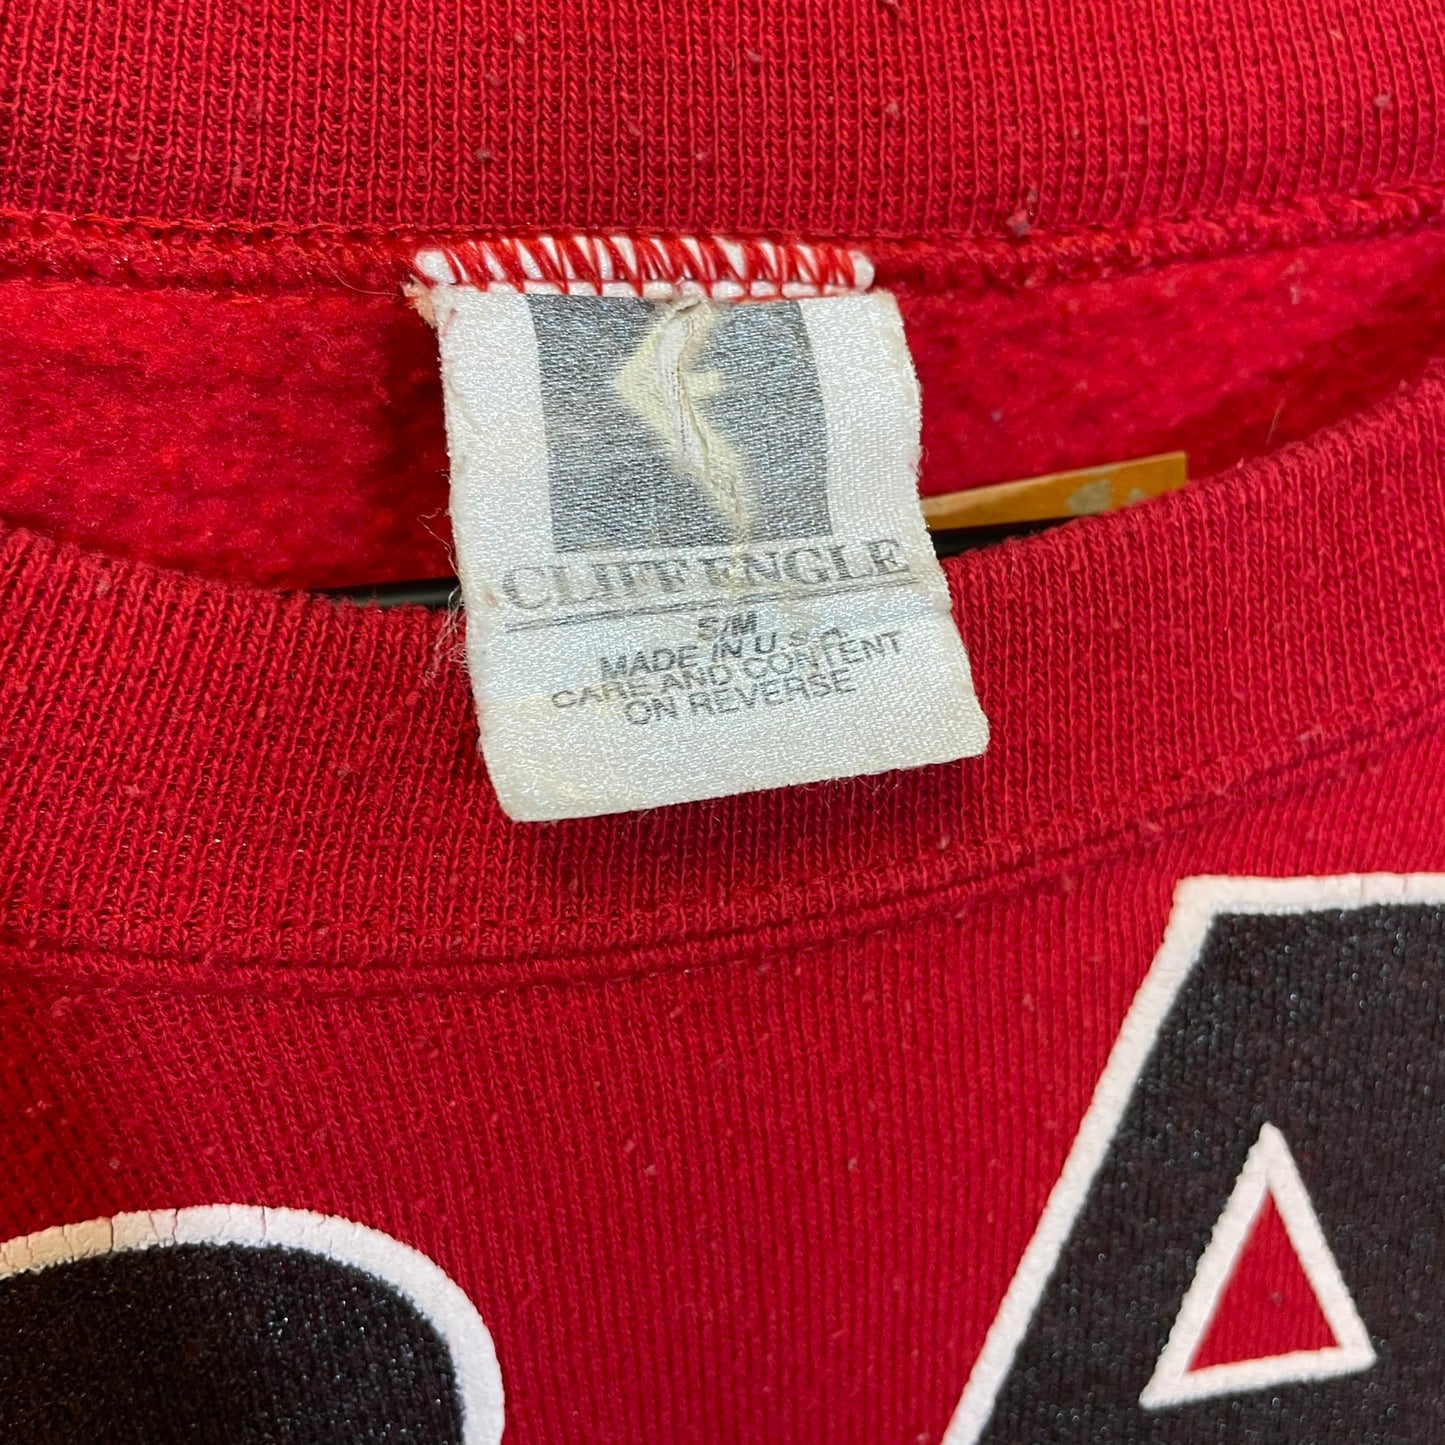 CLIFF ENGLE
S/M
MADE IN U.S.A.
CARE AND CONTENT
ON REVERSE
A